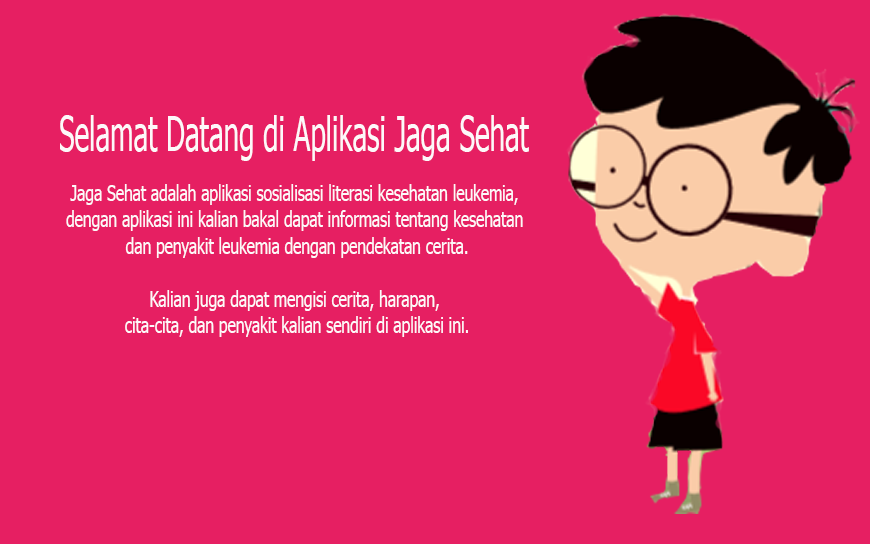 Selamat Datang di Aplikasi Jaga Sehat
Jaga Sehat adalah aplikasi sosialisasi literasi kesehatan leukemia,
dengan aplikasi ini kalian bakal dapat informasi tentang kesehatan
dan penyakit leukemia dengan pendekatan cerita.
Kalian juga dapat mengisi cerita, harapan,
cita-cita, dan penyakit kalian sendiri di aplikasi ini.